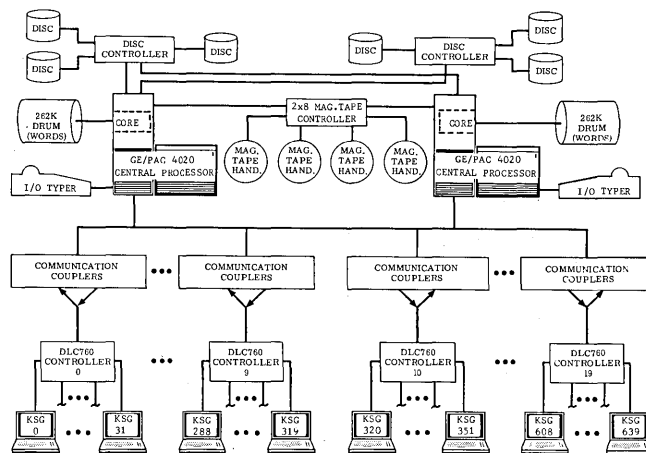 DISC
DISC
DISC
CONTROLLER
DISC
DISC
DISC
CONTROLLER
DISC
DISC
DISC
262K
DRUM
(WORDS)
CORE
2x8 MAG.TAPE
CONTROLLER
CORE
262K
DRUM
(WORDS)
GE/PAC 4020
CENTRAL PROCESSOR
MAG.
TAPE
HAND.
MAG.
TAPE
HAND.
MAG.
TAPE
HAND.
MAG.
TAPE
HAND.
GE/PAC 4020
CENTRAL PROCESSOR
I/O TYPER
I/O TYPER
COMMUNICATION
COUPLERS
COMMUNICATION
COUPLERS
COMMUNICATION
COUPLERS
COMMUNICATION
COUPLERS
DLC760
CONTROLLER
0
DLC760
CONTROLLER
9
DLC760
CONTROLLER
10
DLC760
CONTROLLER
19
KSG
0
KSG
31
KSG
288
KSG
319
KSG
320
KSG
351
KSG
608
KSG
639